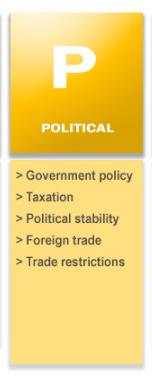 P
POLITICAL
> Government policy
> Taxation
> Political stability
> Foreign trade
> Trade restrictions